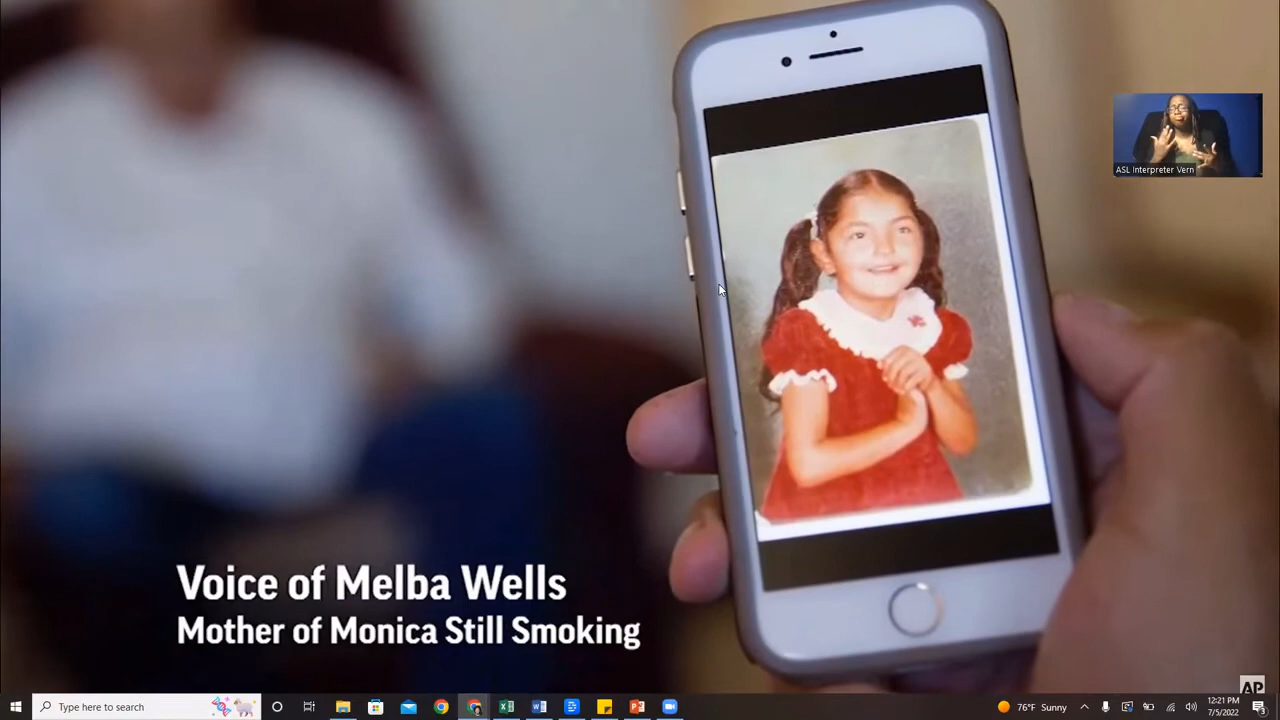 ASL Interpreter Vern
Voice of Melba Wells
Mother of Monica Still Smoking
AP
Type here to search
76°F Sunny
12:21 PM
7/5/2022